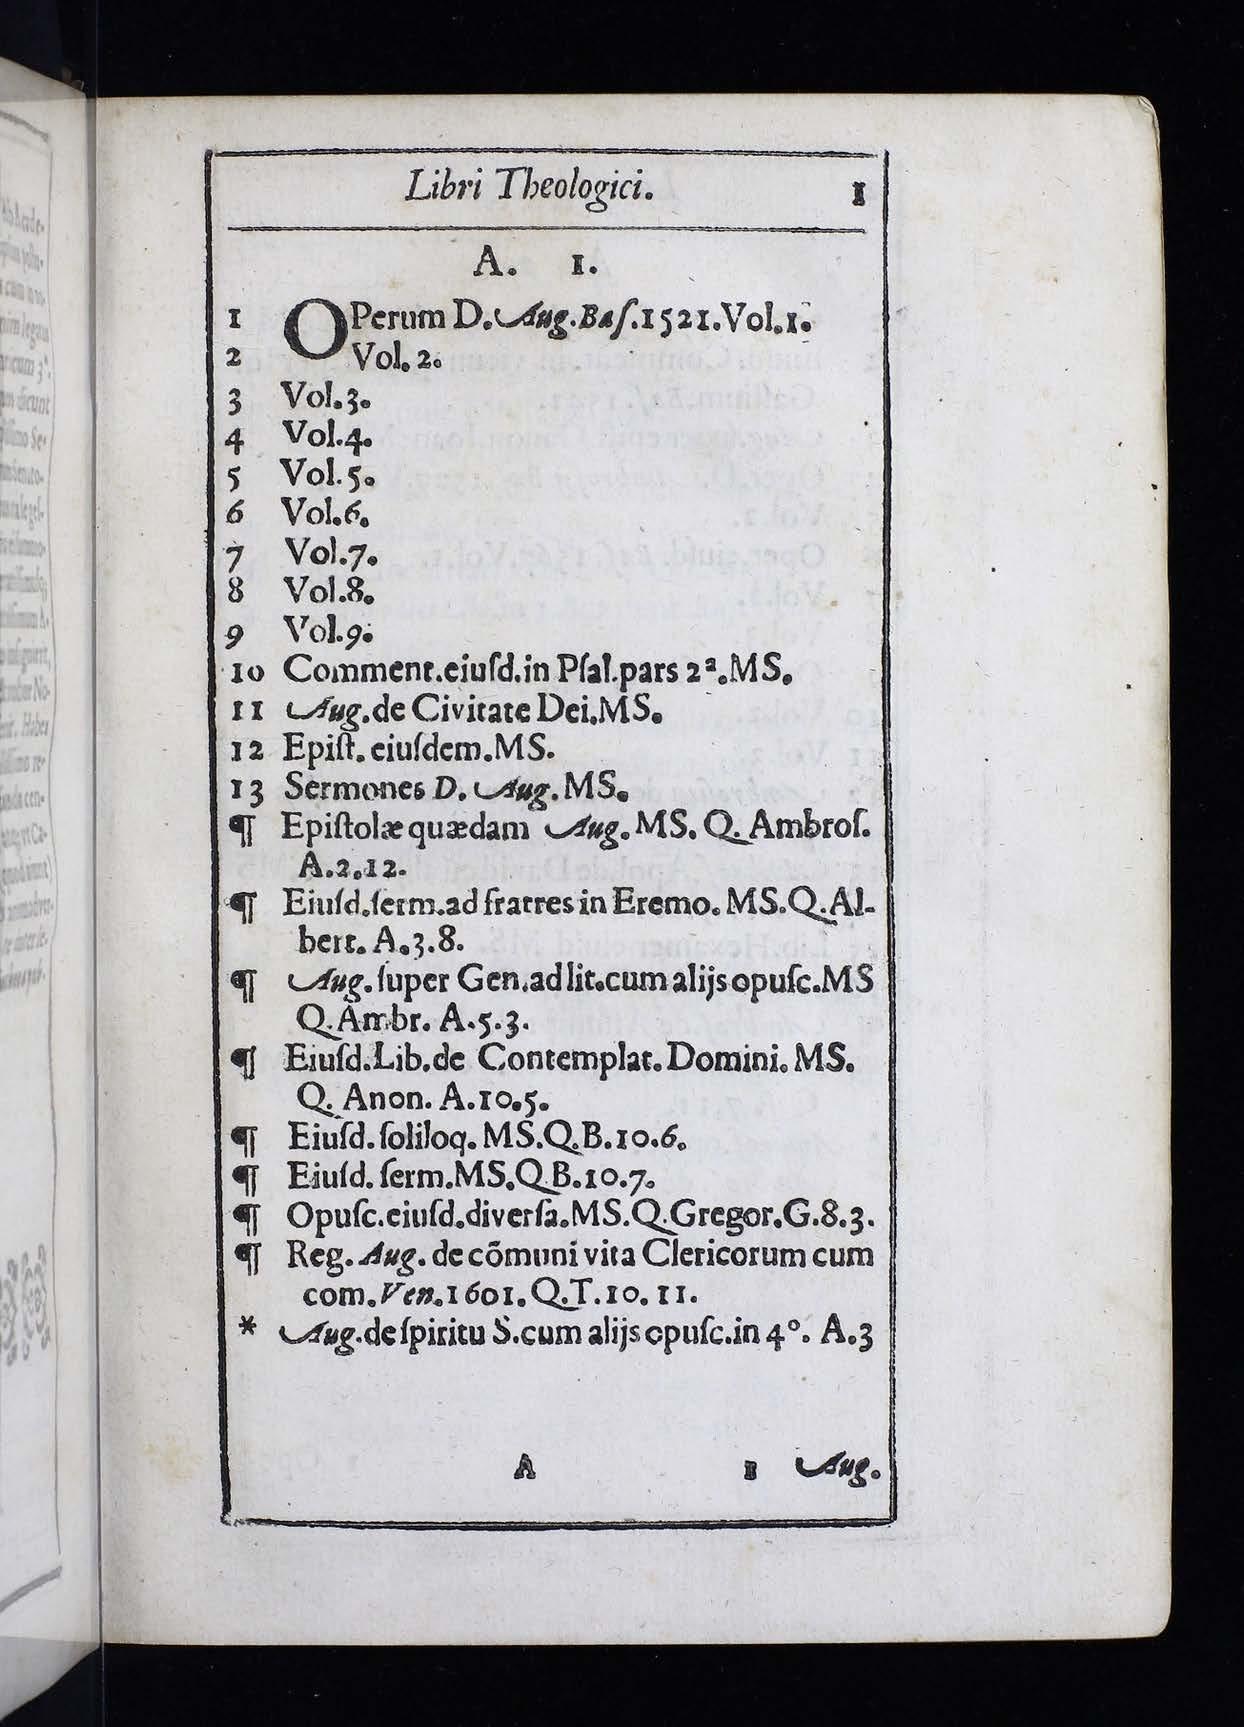 Libri Theologici. 1
A. 1.
1 OPerum D. Aug. Baſ. 1521. Vol. 1.
2 Vol. 2.
3 Vol. 3.
4 Vol. 4.
5 Vol. 5.
6 Vol. 6.
7 Vol. 7.
8 Vol. 8.
9 Vol. 9.
10 Comment. eiuſd. in Pſal. pars 2ª. MS.
11 Aug. de Civitate Dei. MS.
12 Epiſt. eiuſdem. MS.
13 Sermones D. Aug. MS.
¶ Epiſtolæ quædam Aug. MS. Q. Ambroſ.
A. 2. 12.
¶ Eiuſd. ſerm. ad fratres in Eremo. MS. Q. Al-
bert. A. 3. 8.
¶ Aug. ſuper Gen. ad lit. cum alijs opuſc. MS
Q. Ambr. A. 5. 3.
¶ Eiuſd. Lib. de Contemplat. Domini. MS.
Q. Anon. A. 10. 5.
¶ Eiuſd. ſoliloq. MS. Q. B. 10. 6.
¶ Eiuſd. ſerm. MS. Q. B. 10. 7.
¶ Opuſc. eiuſd. diverſa. MS. Q. Gregor. G. 8. 3.
¶ Reg. Aug. de cõmuni vita Clericorum cum
com. Ven. 1601. Q. T. 10. 11.
* Aug. de ſpiritu S. cum alijs opuſc. in 4°. A. 3
A 1 Aug.